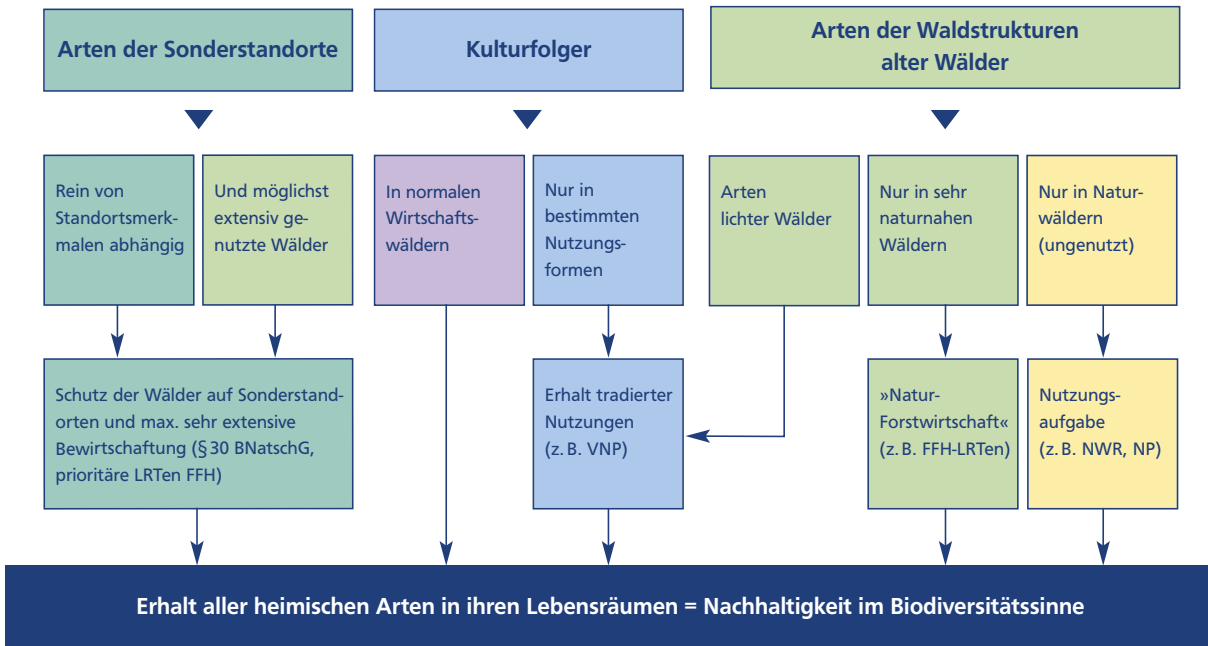 Arten der Sonderstandorte
Kulturfolger
Arten der Waldstrukturen
alter Wälder
Rein von
Standortsmerk-
malen abhängig
Und möglichst
extensiv ge-
nutzte Wälder
In normalen
Wirtschafts-
wäldern
Nur in
bestimmten
Nutzungs-
formen
Arten
lichter Wälder
Nur in sehr
naturnahen
Wäldern
Nur in Natur-
wäldern
(ungenutzt)
Schutz der Wälder auf Sonderstand-
orten und max. sehr extensive
Bewirtschaftung (§ 30 BNatschG,
prioritäre LRTen FFH)
Erhalt tradierter
Nutzungen
(z. B. VNP)
»Natur-
Forstwirtschaft«
(z. B. FFH-LRTen)
Nutzungs-
aufgabe
(z. B. NWR, NP)
Erhalt aller heimischen Arten in ihren Lebensräumen = Nachhaltigkeit im Biodiversitätssinne